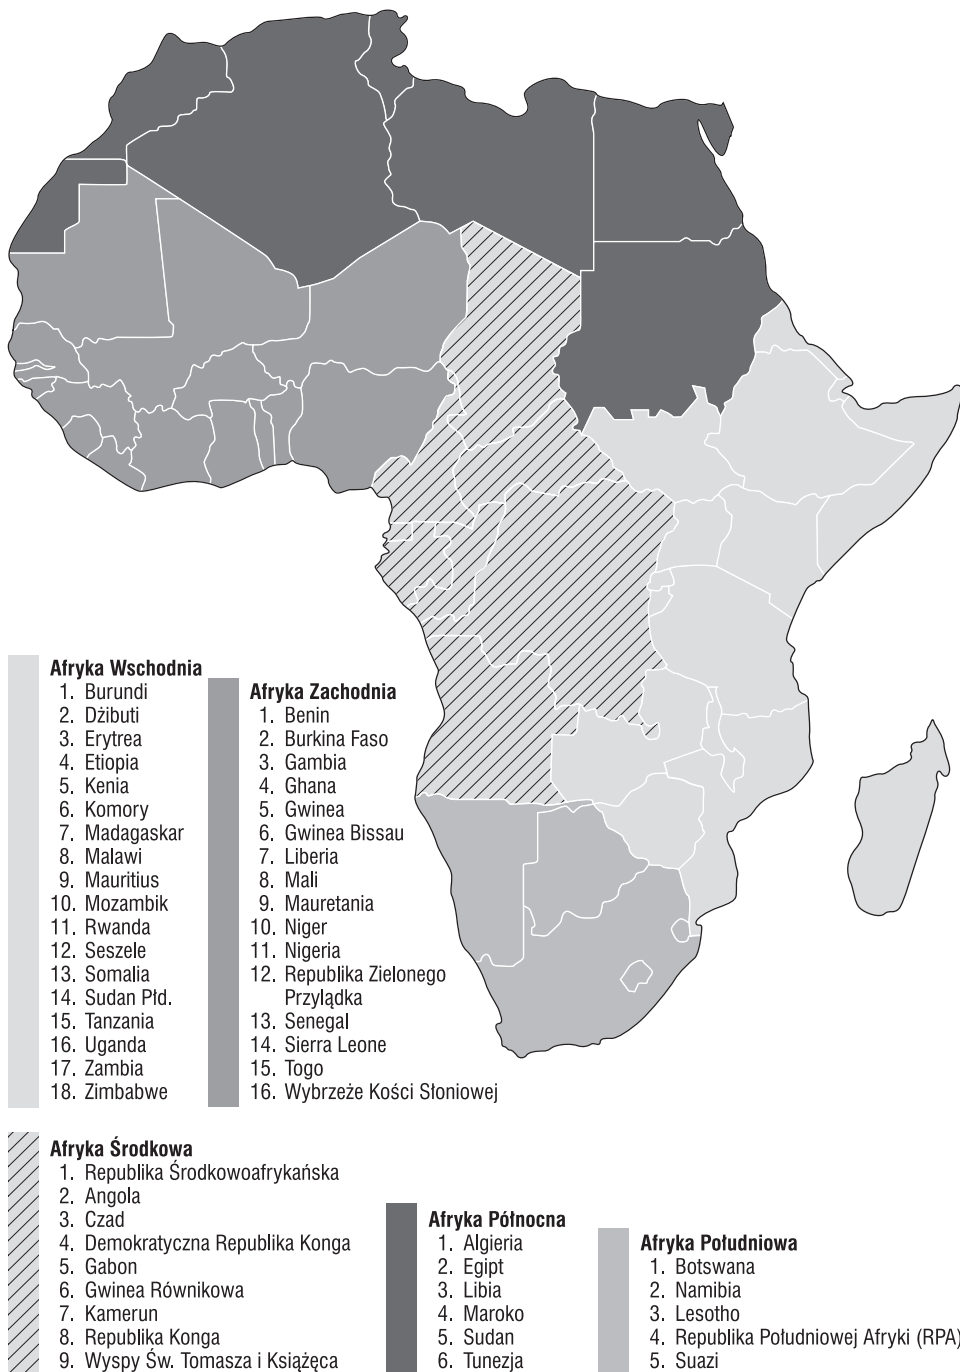 Afryka Wschodnia
1. Burundi
2. Dżibuti
3. Erytrea
4. Etiopia
5. Kenia
6. Komory
7. Madagaskar
8. Malawi
9. Mauritius
10. Mozambik
11. Rwanda
12. Seszele
13. Somalia
14. Sudan Płd.
15. Tanzania
16. Uganda
17. Zambia
18. Zimbabwe
Afryka Zachodnia
1. Benin
2. Burkina Faso
3. Gambia
4. Ghana
5. Gwinea
6. Gwinea Bissau
7. Liberia
8. Mali
9. Mauretania
10. Niger
11. Nigeria
12. Republika Zielonego
Przylądka
13. Senegal
14. Sierra Leone
15. Togo
16. Wybrzeże Kości Słoniowej
Afryka Środkowa
1. Republika Środkowoafrykańska
2. Angola
3. Czad
4. Demokratyczna Republika Konga
5. Gabon
6. Gwinea Równikowa
7. Kamerun
8. Republika Konga
9. Wyspy Św. Tomasza i Książęca
Afryka Północna
1. Algieria
2. Egipt
3. Libia
4. Maroko
5. Sudan
6. Tunezja
Afryka Południowa
1. Botswana
2. Namibia
3. Lesotho
4. Republika Południowej Afryki (RPA)
5. Suazi